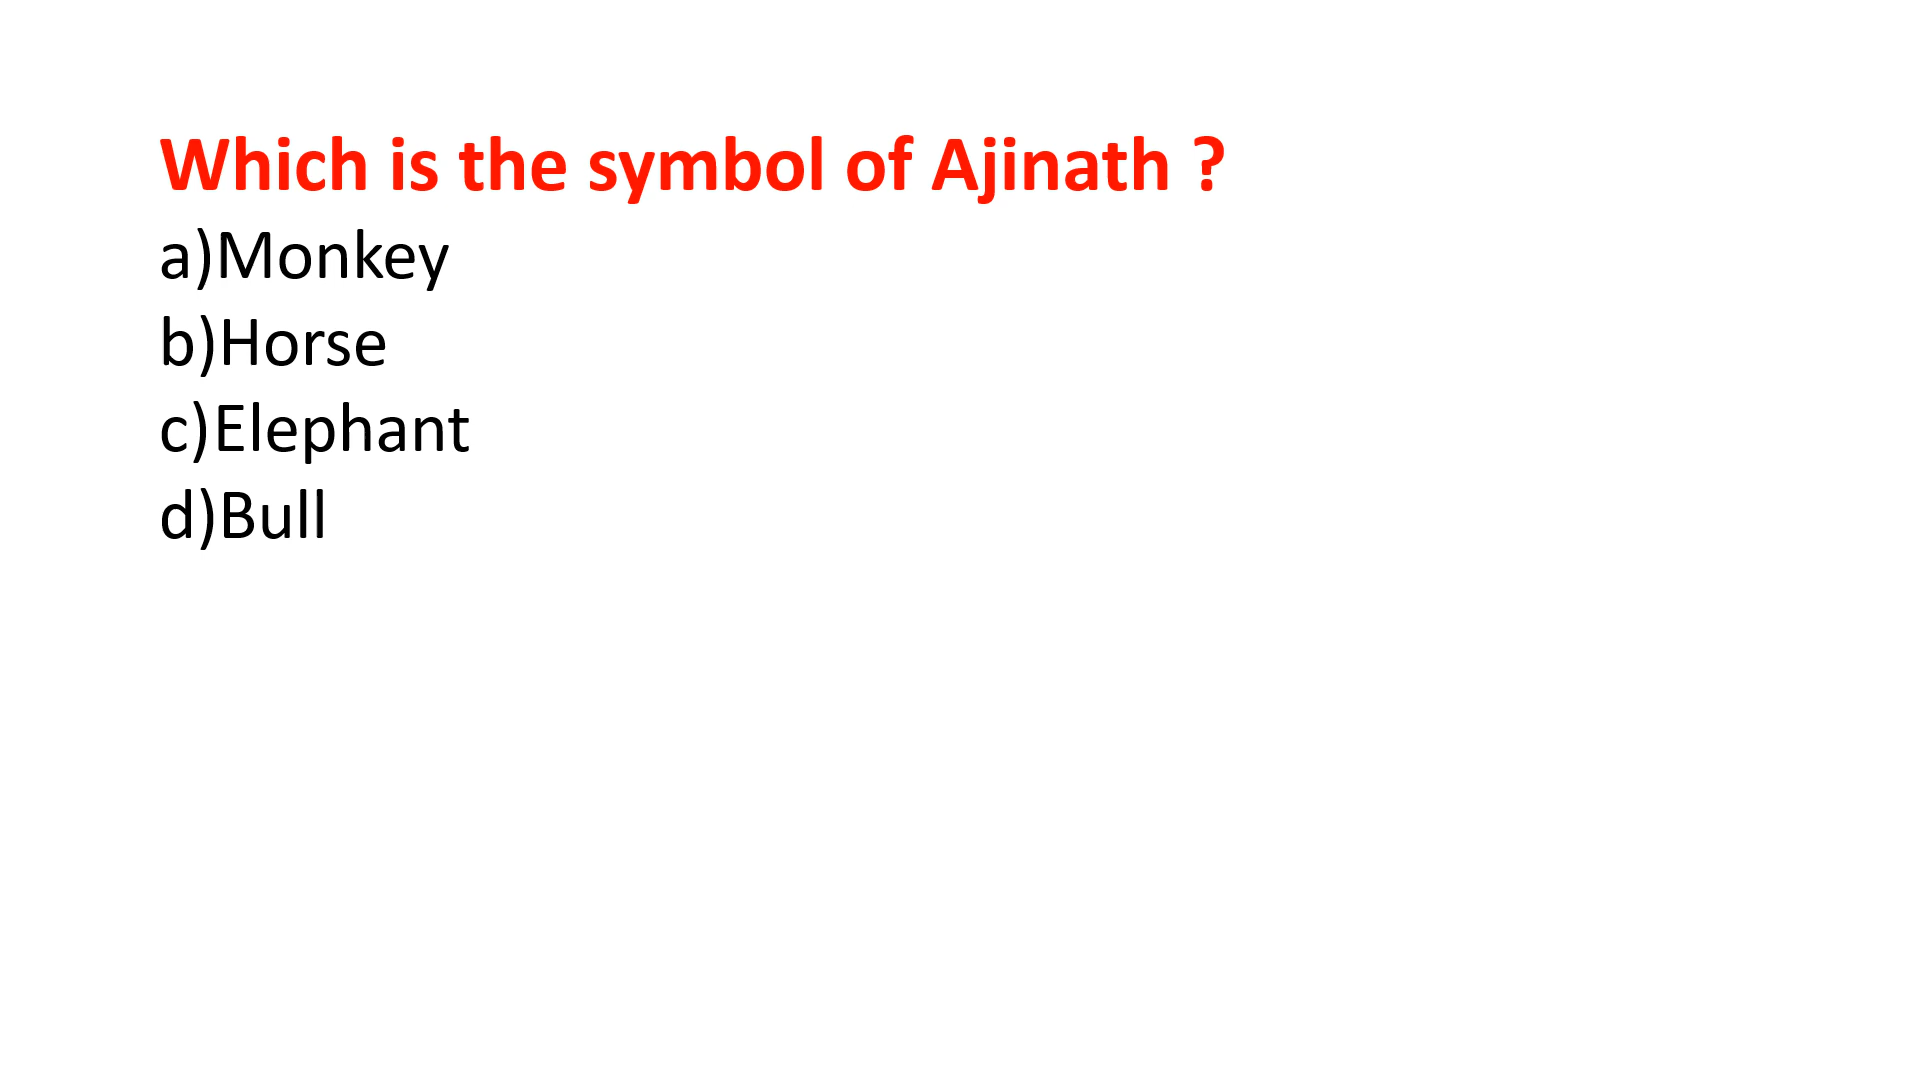 Which is the symbol of Ajinath ?
a)Monkey
b)Horse
c)Elephant
d)Bull